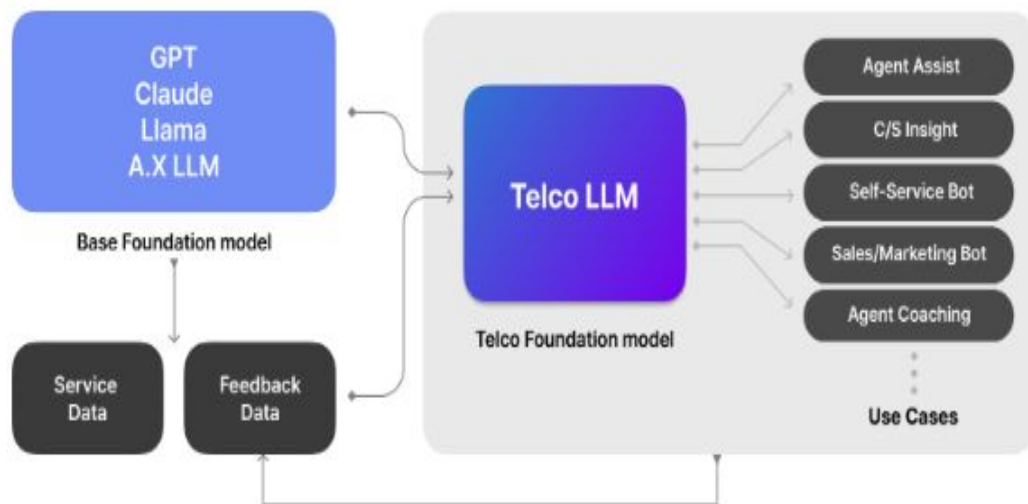 GPT
Claude
Llama
A.X LLM
Base Foundation model
Service
Data
Feedback
Data
Telco LLM
Telco Foundation model
Agent Assist
C/S Insight
Self-Service Bot
Sales/Marketing Bot
Agent Coaching
Use Cases